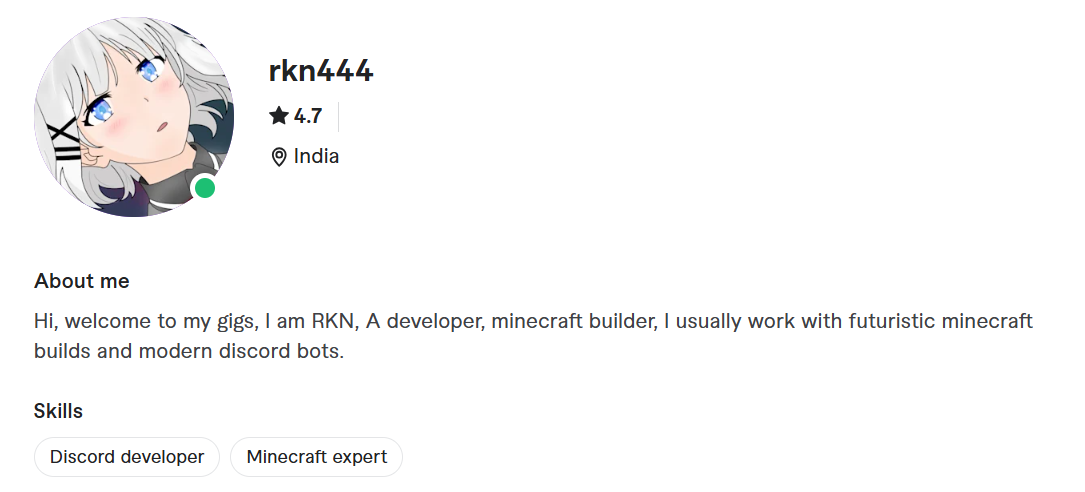 rkn444
4.7
India
About me
Hi, welcome to my gigs, I am RKN, A developer, minecraft builder, I usually work with futuristic minecraft
builds and modern discord bots.
Skills
Discord developer
Minecraft expert